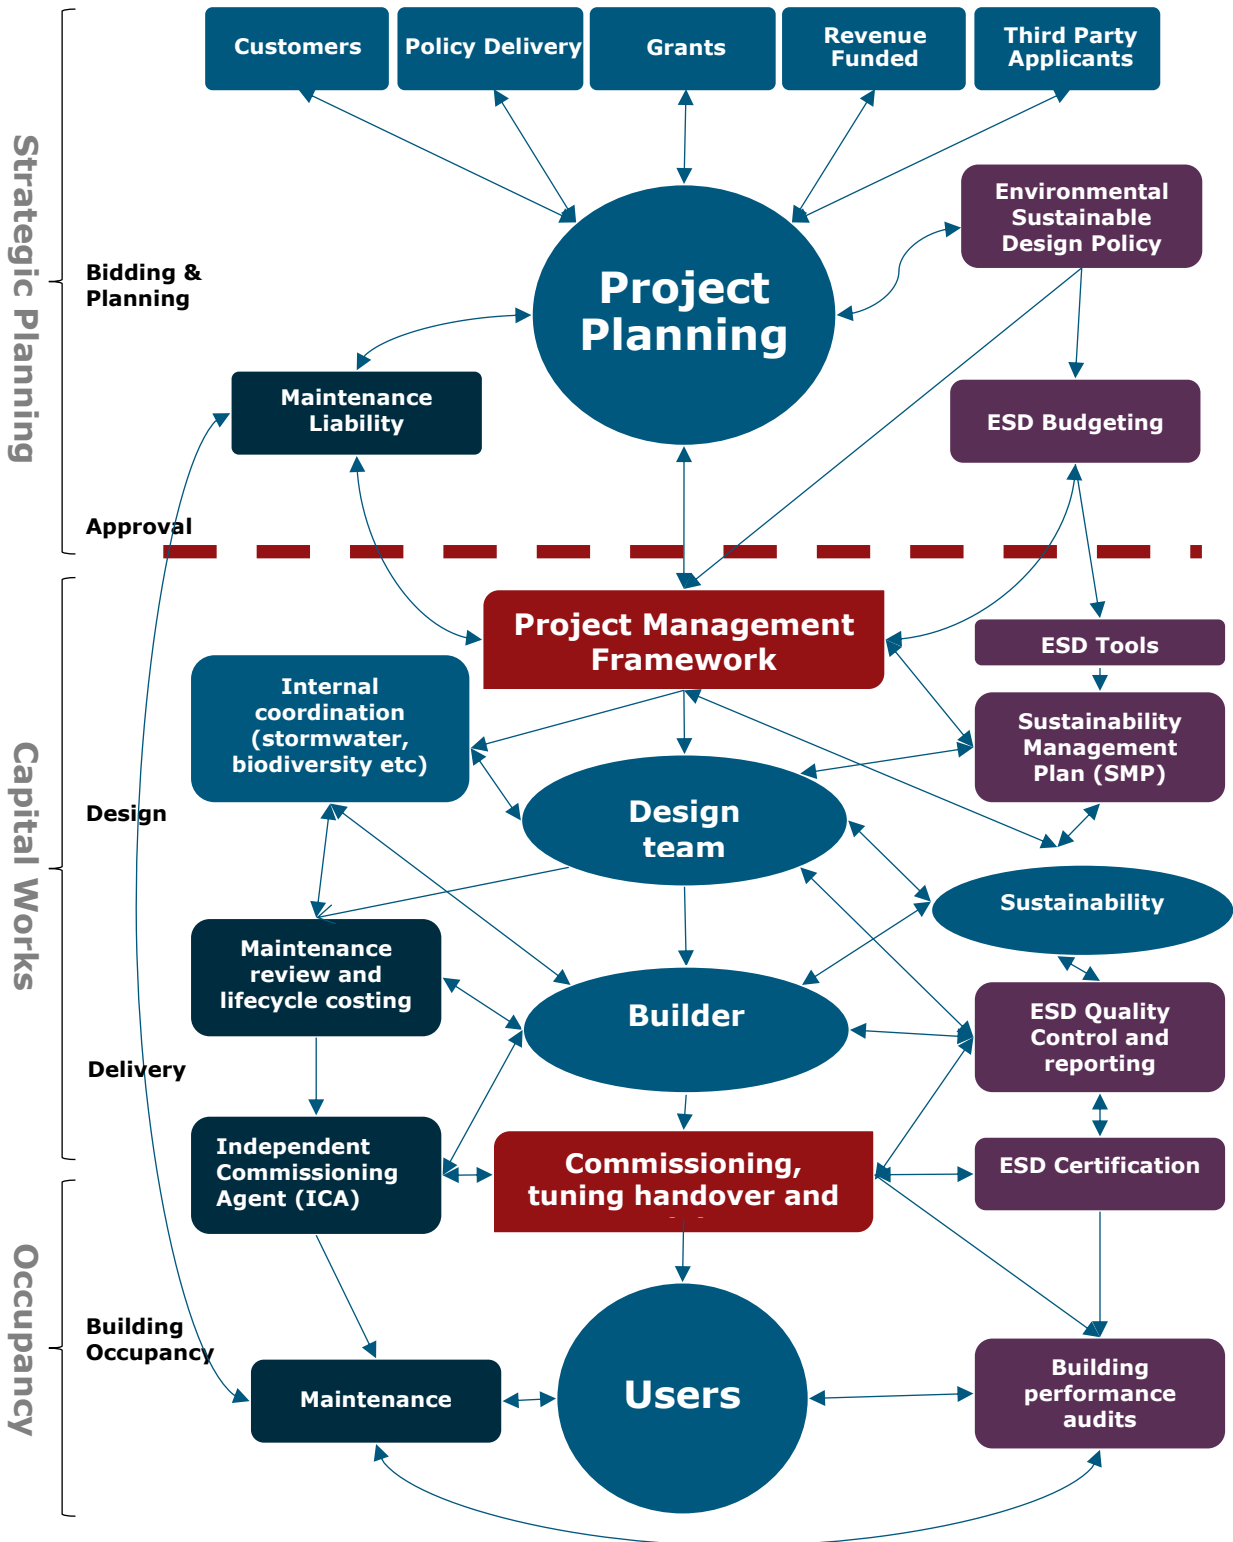 Customers
Policy Delivery
Grants
Revenue
Funded
Third Party
Applicants
Strategic Planning
Environmental
Sustainable
Design Policy
Bidding &
Planning
Project
Planning
Maintenance
Liability
ESD Budgeting
Approval
Project Management
Framework
ESD Tools
Internal
coordination
(stormwater,
biodiversity etc)
Sustainability
Management
Plan (SMP)
Capital Works
Design
Design
team
Sustainability
Maintenance
review and
lifecycle costing
Builder
ESD Quality
Control and
reporting
Delivery
Independent
Commissioning
Agent (ICA)
Commissioning,
tuning handover and
ESD Certification
Occupancy
Building
Occupancy
Maintenance
Users
Building
performance
audits